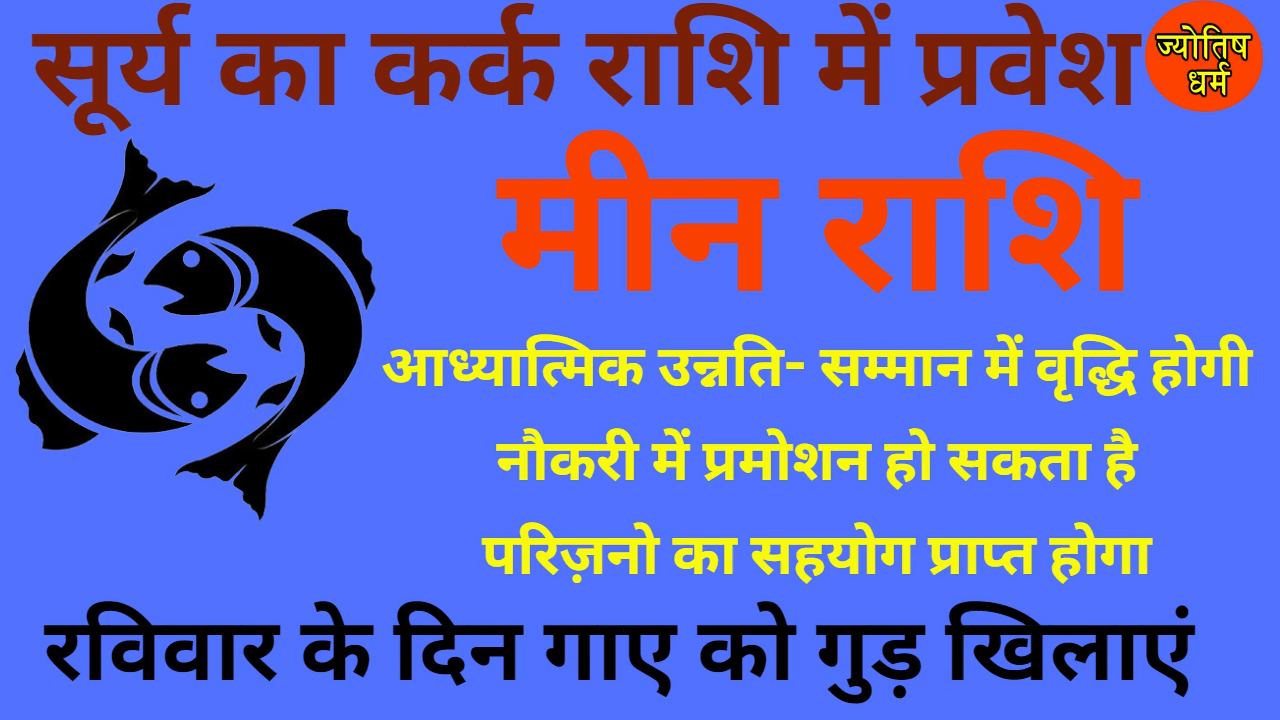 सूर्य का कर्क राशि में प्रवेश
ज्योतिष
धर्म
मीन राशि
आध्यात्मिक उन्नति- सम्मान में वृद्धि होगी
नौकरी में प्रमोशन हो सकता है
परिज़नो का सहयोग प्राप्त होगा
रविवार के दिन गाए को गुड़ खिलाएं